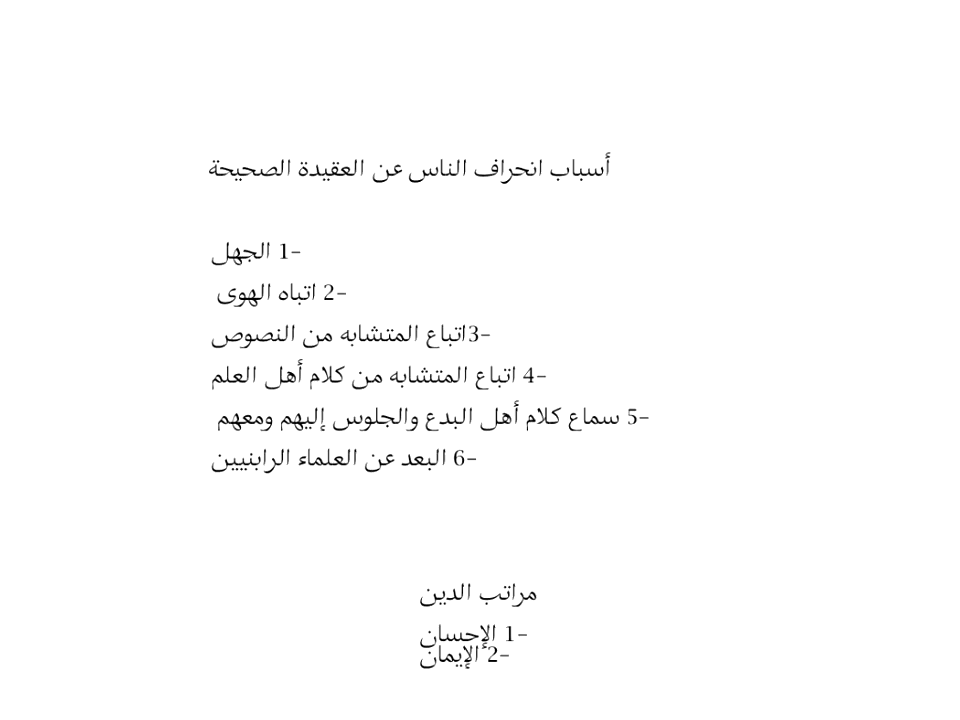 أسباب انحراف الناس عن العقيدة الصحيحة
1- الجهل
2- اتباه الهوى
3-اتباع المتشابه من النصوص
4- اتباع المتشابه من كلام أهل العلم
5- سماع كلام أهل البدع والجلوس إليهم ومعهم
6- البعد عن العلماء الرابنيين
مراتب الدين
1- الإحسان
2- الإيمان